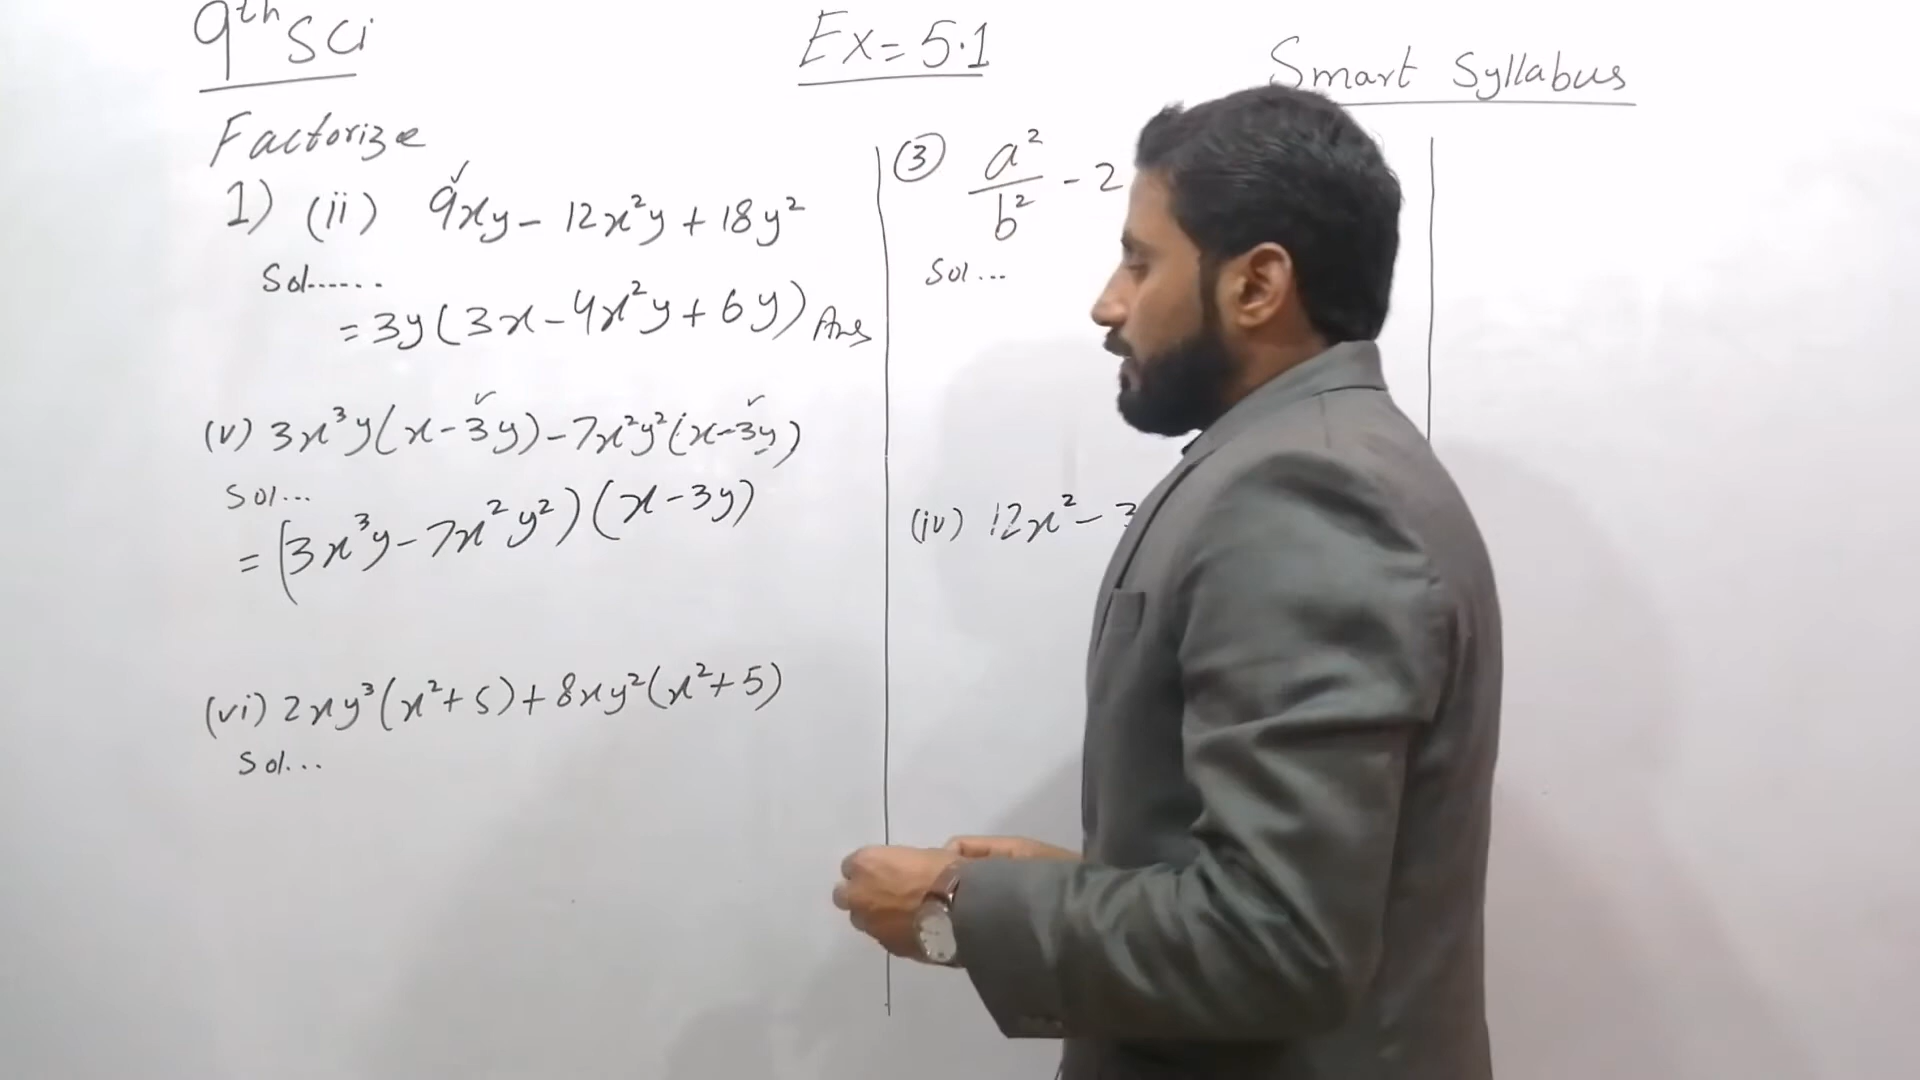 9th Sci
Ex = 5.1
Smart Syllabus
Factorize
1) (ii) 9xy - 12x²y + 18y²
Sol......
= 3y(3x - 4x²y + 6y) Ans
(v) 3x³y(x - 3y) - 7x²y²(x - 3y)
Sol...
= (3x³y - 7x²y²)(x - 3y)
(vi) 2xy³(x² + 5) + 8xy²(x² + 5)
Sol...
③ a²/b² - 2
Sol...
(iv) 12x² - 3